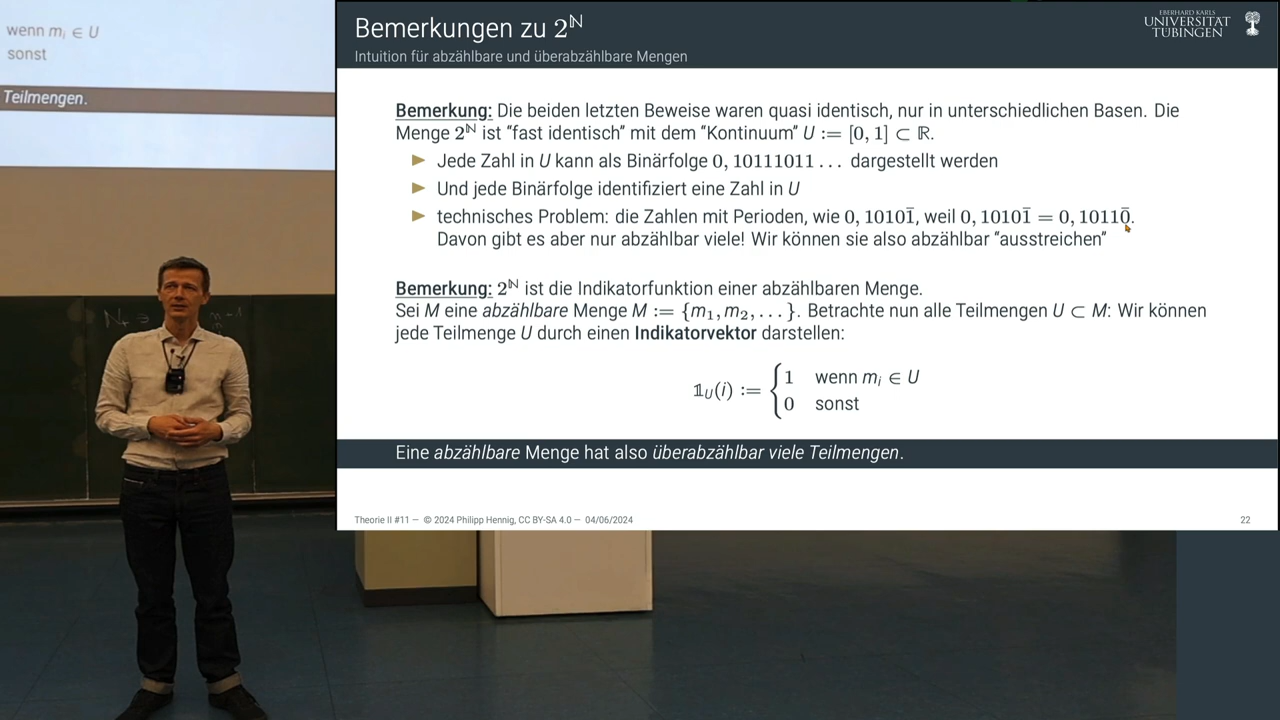 wenn mᵢ ∈ U
sonst
Teilmengen.
Bemerkungen zu 2^ℕ
Intuition für abzählbare und überabzählbare Mengen
EBERHARD KARLS
UNIVERSITÄT
TÜBINGEN
Bemerkung: Die beiden letzten Beweise waren quasi identisch, nur in unterschiedlichen Basen. Die
Menge 2^ℕ ist “fast identisch” mit dem “Kontinuum” U := [0, 1] ⊂ ℝ.
▶ Jede Zahl in U kann als Binärfolge 0, 10111011 . . . dargestellt werden
▶ Und jede Binärfolge identifiziert eine Zahl in U
▶ technisches Problem: die Zahlen mit Perioden, wie 0, 10101̄, weil 0, 10101̄ = 0, 10110̄.
Davon gibt es aber nur abzählbar viele! Wir können sie also abzählbar “ausstreichen”
Bemerkung: 2^ℕ ist die Indikatorfunktion einer abzählbaren Menge.
Sei M eine abzählbare Menge M := {m₁, m₂, . . . }. Betrachte nun alle Teilmengen U ⊂ M: Wir können
jede Teilmenge U durch einen Indikatorvektor darstellen:
𝟙_U(i) := { 1 wenn mᵢ ∈ U
0 sonst
Eine abzählbare Menge hat also überabzählbar viele Teilmengen.
Theorie II #11 — © 2024 Philipp Hennig, CC BY-SA 4.0 — 04/06/2024
22